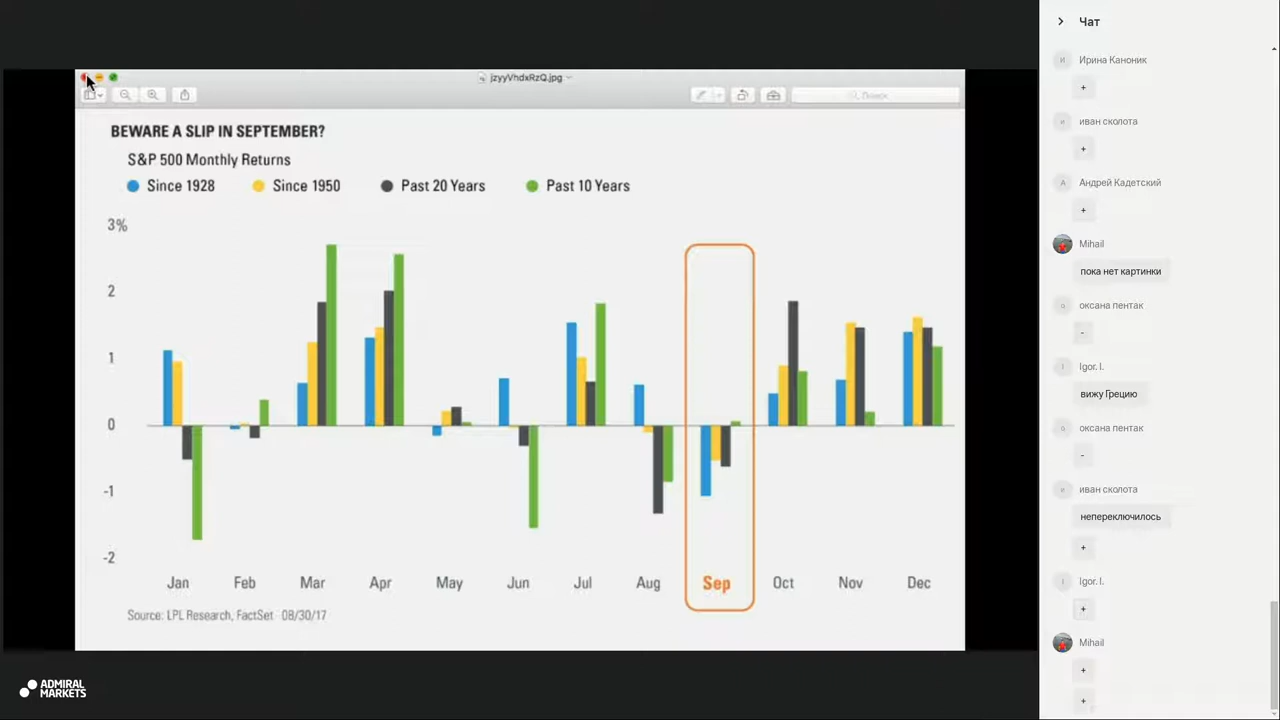 jzyyVhdxRzQ.jpg
Поиск
BEWARE A SLIP IN SEPTEMBER?
S&P 500 Monthly Returns
Since 1928
Since 1950
Past 20 Years
Past 10 Years
3%
2
1
0
-1
-2
Jan
Feb
Mar
Apr
May
Jun
Jul
Aug
Sep
Oct
Nov
Dec
Source: LPL Research, FactSet 08/30/17
ADMIRAL
MARKETS
Чат
И
Ирина Каноник
+
и
иван сколота
+
А
Андрей Кадетский
+
Mihail
пока нет картинки
о
оксана пентак
-
I
Igor. I.
вижу Грецию
о
оксана пентак
-
и
иван сколота
непереключилось
+
I
Igor. I.
+
Mihail
+
+